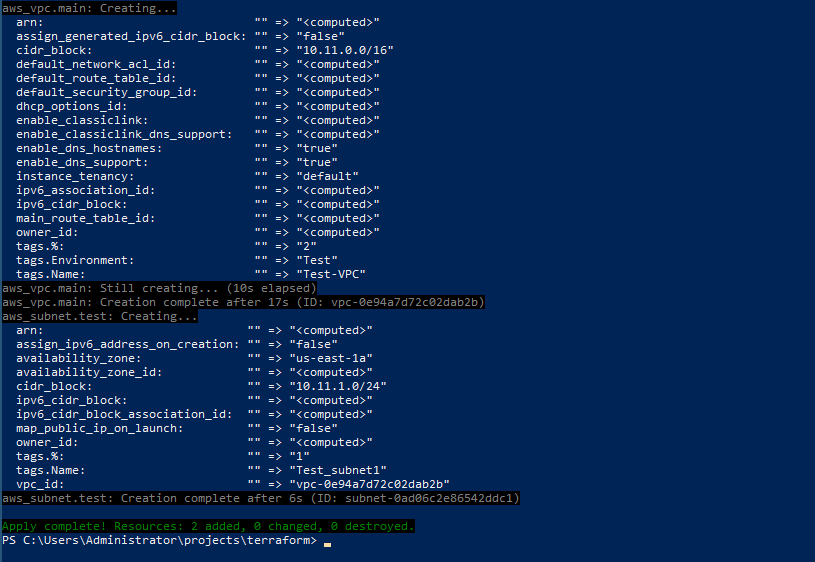 aws_vpc.main: Creating...
  arn:                              "" => "<computed>"
  assign_generated_ipv6_cidr_block: "" => "false"
  cidr_block:                       "" => "10.11.0.0/16"
  default_network_acl_id:           "" => "<computed>"
  default_route_table_id:           "" => "<computed>"
  default_security_group_id:        "" => "<computed>"
  dhcp_options_id:                  "" => "<computed>"
  enable_classiclink:               "" => "<computed>"
  enable_classiclink_dns_support:   "" => "<computed>"
  enable_dns_hostnames:             "" => "true"
  enable_dns_support:               "" => "true"
  instance_tenancy:                 "" => "default"
  ipv6_association_id:              "" => "<computed>"
  ipv6_cidr_block:                  "" => "<computed>"
  main_route_table_id:              "" => "<computed>"
  owner_id:                         "" => "<computed>"
  tags.%:                           "" => "2"
  tags.Environment:                 "" => "Test"
  tags.Name:                        "" => "Test-VPC"
aws_vpc.main: Still creating... (10s elapsed)
aws_vpc.main: Creation complete after 17s (ID: vpc-0e94a7d72c02dab2b)
aws_subnet.test: Creating...
  arn:                             "" => "<computed>"
  assign_ipv6_address_on_creation: "" => "false"
  availability_zone:               "" => "us-east-1a"
  availability_zone_id:            "" => "<computed>"
  cidr_block:                      "" => "10.11.1.0/24"
  ipv6_cidr_block:                 "" => "<computed>"
  ipv6_cidr_block_association_id:  "" => "<computed>"
  map_public_ip_on_launch:         "" => "false"
  owner_id:                        "" => "<computed>"
  tags.%:                          "" => "1"
  tags.Name:                       "" => "Test_subnet1"
  vpc_id:                          "" => "vpc-0e94a7d72c02dab2b"
aws_subnet.test: Creation complete after 6s (ID: subnet-0ad06c2e86542ddc1)
Apply complete! Resources: 2 added, 0 changed, 0 destroyed.
PS C:\Users\Administrator\projects\terraform> _